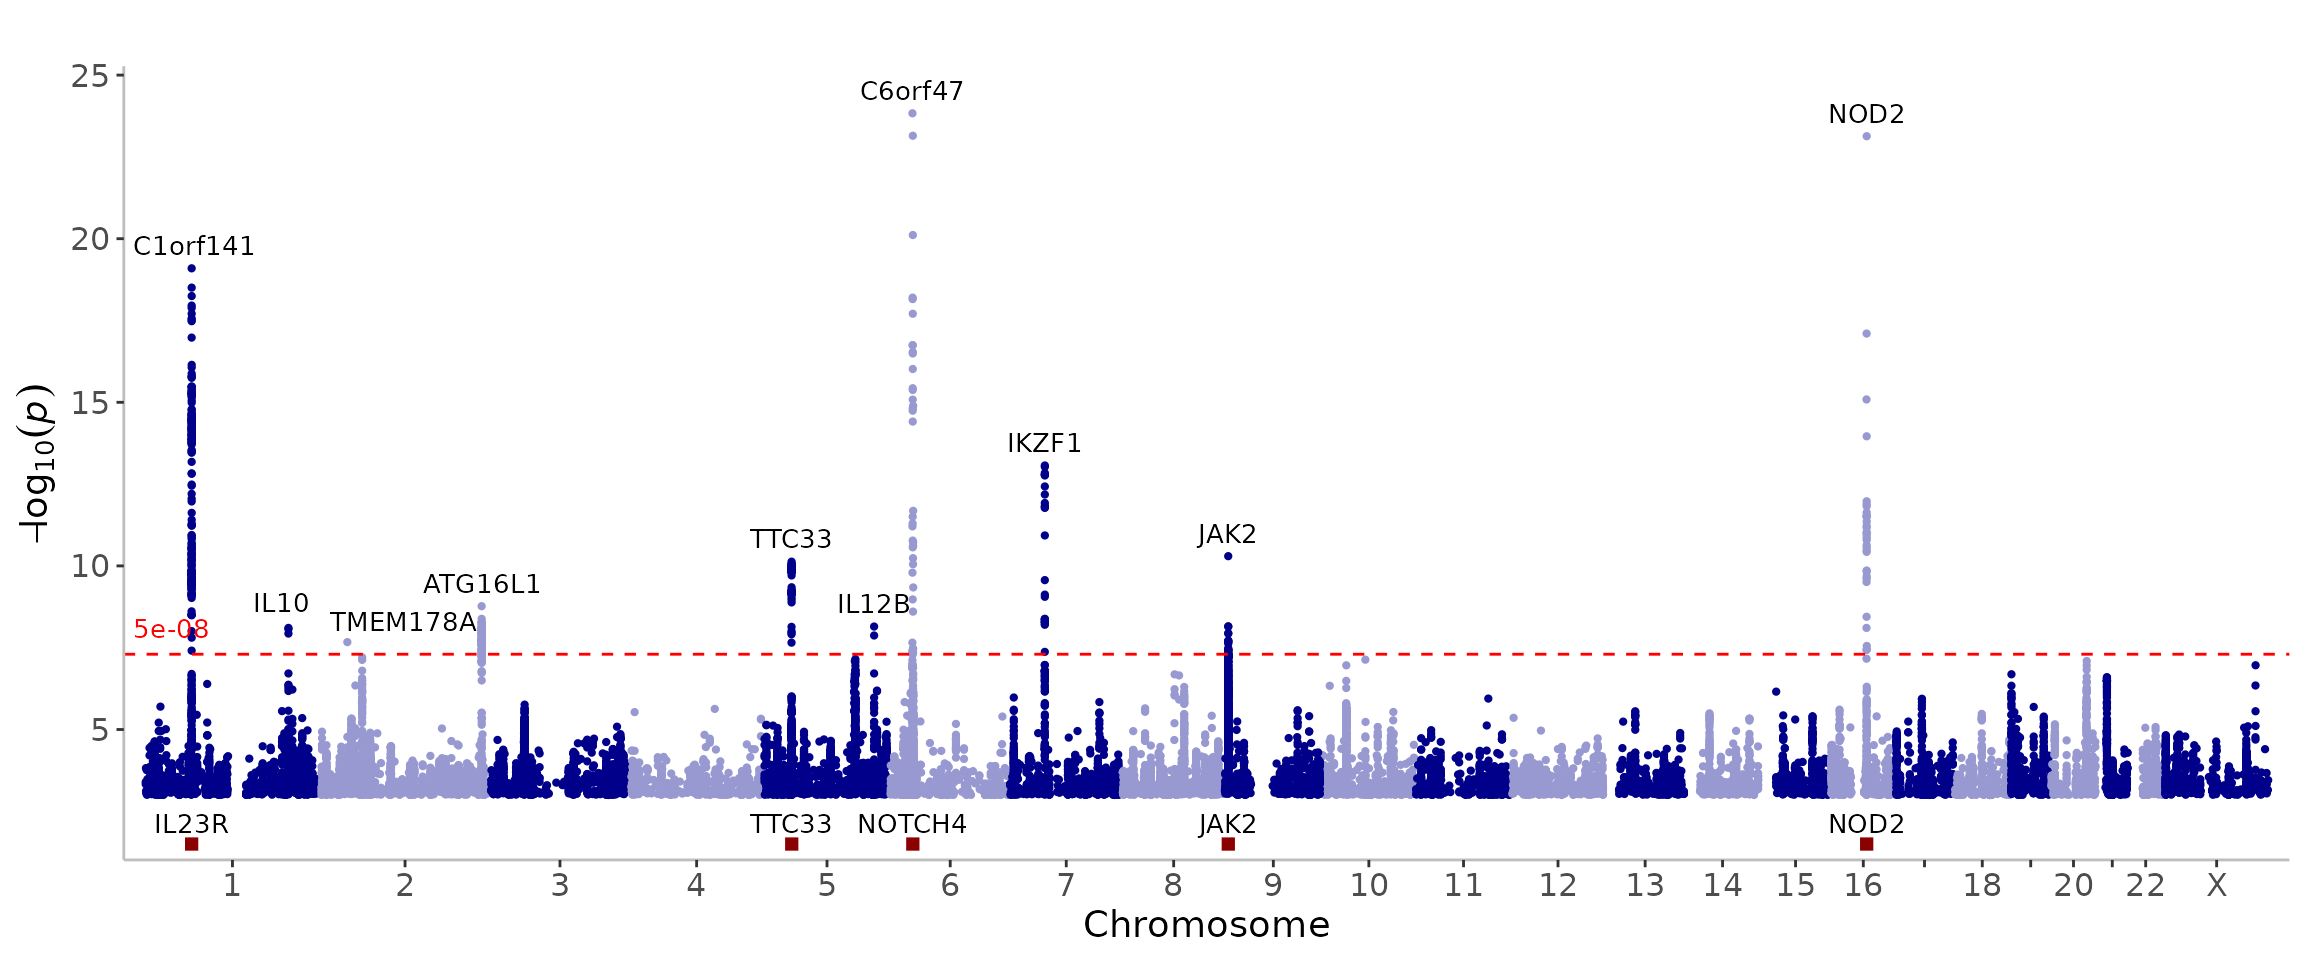 25
C6orf47
NOD2
20
C1orf141
15
IKZF1
TTC33
JAK2
10
ATG16L1
IL10
IL12B
TMEM178A
5e-08
5
−log10(p)
IL23R
TTC33
NOTCH4
JAK2
NOD2
1 2 3 4 5 6 7 8 9 10 11 12 13 14 15 16 18 20 22 X
Chromosome